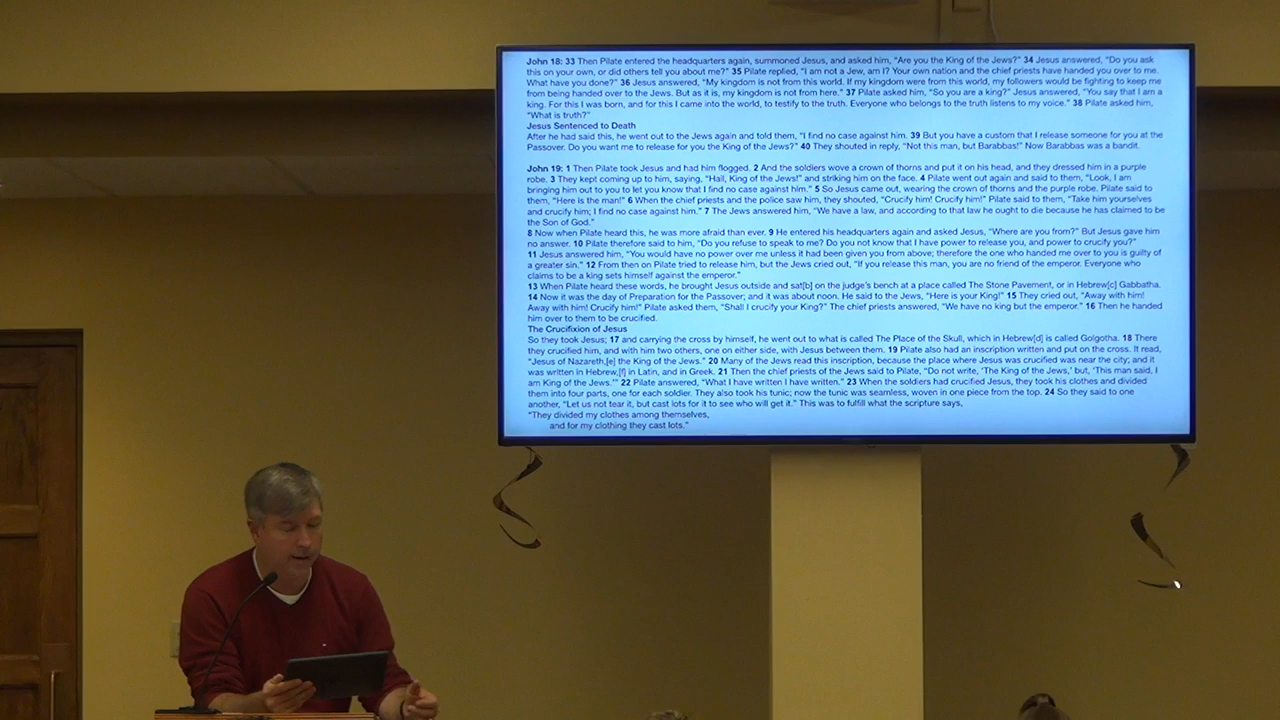 John 18: 33 Then Pilate entered the headquarters again, summoned Jesus, and asked him, “Are you the King of the Jews?” 34 Jesus answered, “Do you ask
this on your own, or did others tell you about me?” 35 Pilate replied, “I am not a Jew, am I? Your own nation and the chief priests have handed you over to me.
What have you done?” 36 Jesus answered, “My kingdom is not from this world. If my kingdom were from this world, my followers would be fighting to keep me
from being handed over to the Jews. But as it is, my kingdom is not from here.” 37 Pilate asked him, “So you are a king?” Jesus answered, “You say that I am a
king. For this I was born, and for this I came into the world, to testify to the truth. Everyone who belongs to the truth listens to my voice.” 38 Pilate asked him,
“What is truth?”
Jesus Sentenced to Death
After he had said this, he went out to the Jews again and told them, “I find no case against him. 39 But you have a custom that I release someone for you at the
Passover. Do you want me to release for you the King of the Jews?” 40 They shouted in reply, “Not this man, but Barabbas!” Now Barabbas was a bandit.
John 19: 1 Then Pilate took Jesus and had him flogged. 2 And the soldiers wove a crown of thorns and put it on his head, and they dressed him in a purple
robe. 3 They kept coming up to him, saying, “Hail, King of the Jews!” and striking him on the face. 4 Pilate went out again and said to them, “Look, I am
bringing him out to you to let you know that I find no case against him.” 5 So Jesus came out, wearing the crown of thorns and the purple robe. Pilate said to
them, “Here is the man!” 6 When the chief priests and the police saw him, they shouted, “Crucify him! Crucify him!” Pilate said to them, “Take him yourselves
and crucify him; I find no case against him.” 7 The Jews answered him, “We have a law, and according to that law he ought to die because he has claimed to be
the Son of God.”
8 Now when Pilate heard this, he was more afraid than ever. 9 He entered his headquarters again and asked Jesus, “Where are you from?” But Jesus gave him
no answer. 10 Pilate therefore said to him, “Do you refuse to speak to me? Do you not know that I have power to release you, and power to crucify you?”
11 Jesus answered him, “You would have no power over me unless it had been given you from above; therefore the one who handed me over to you is guilty of
a greater sin.” 12 From then on Pilate tried to release him, but the Jews cried out, “If you release this man, you are no friend of the emperor. Everyone who
claims to be a king sets himself against the emperor.”
13 When Pilate heard these words, he brought Jesus outside and sat[b] on the judge’s bench at a place called The Stone Pavement, or in Hebrew[c] Gabbatha.
14 Now it was the day of Preparation for the Passover; and it was about noon. He said to the Jews, “Here is your King!” 15 They cried out, “Away with him!
Away with him! Crucify him!” Pilate asked them, “Shall I crucify your King?” The chief priests answered, “We have no king but the emperor.” 16 Then he handed
him over to them to be crucified.
The Crucifixion of Jesus
So they took Jesus; 17 and carrying the cross by himself, he went out to what is called The Place of the Skull, which in Hebrew[d] is called Golgotha. 18 There
they crucified him, and with him two others, one on either side, with Jesus between them. 19 Pilate also had an inscription written and put on the cross. It read,
“Jesus of Nazareth,[e] the King of the Jews.” 20 Many of the Jews read this inscription, because the place where Jesus was crucified was near the city; and it
was written in Hebrew,[f] in Latin, and in Greek. 21 Then the chief priests of the Jews said to Pilate, “Do not write, ‘The King of the Jews,’ but, ‘This man said, I
am King of the Jews.’” 22 Pilate answered, “What I have written I have written.” 23 When the soldiers had crucified Jesus, they took his clothes and divided
them into four parts, one for each soldier. They also took his tunic; now the tunic was seamless, woven in one piece from the top. 24 So they said to one
another, “Let us not tear it, but cast lots for it to see who will get it.” This was to fulfill what the scripture says,
“They divided my clothes among themselves,
and for my clothing they cast lots.”